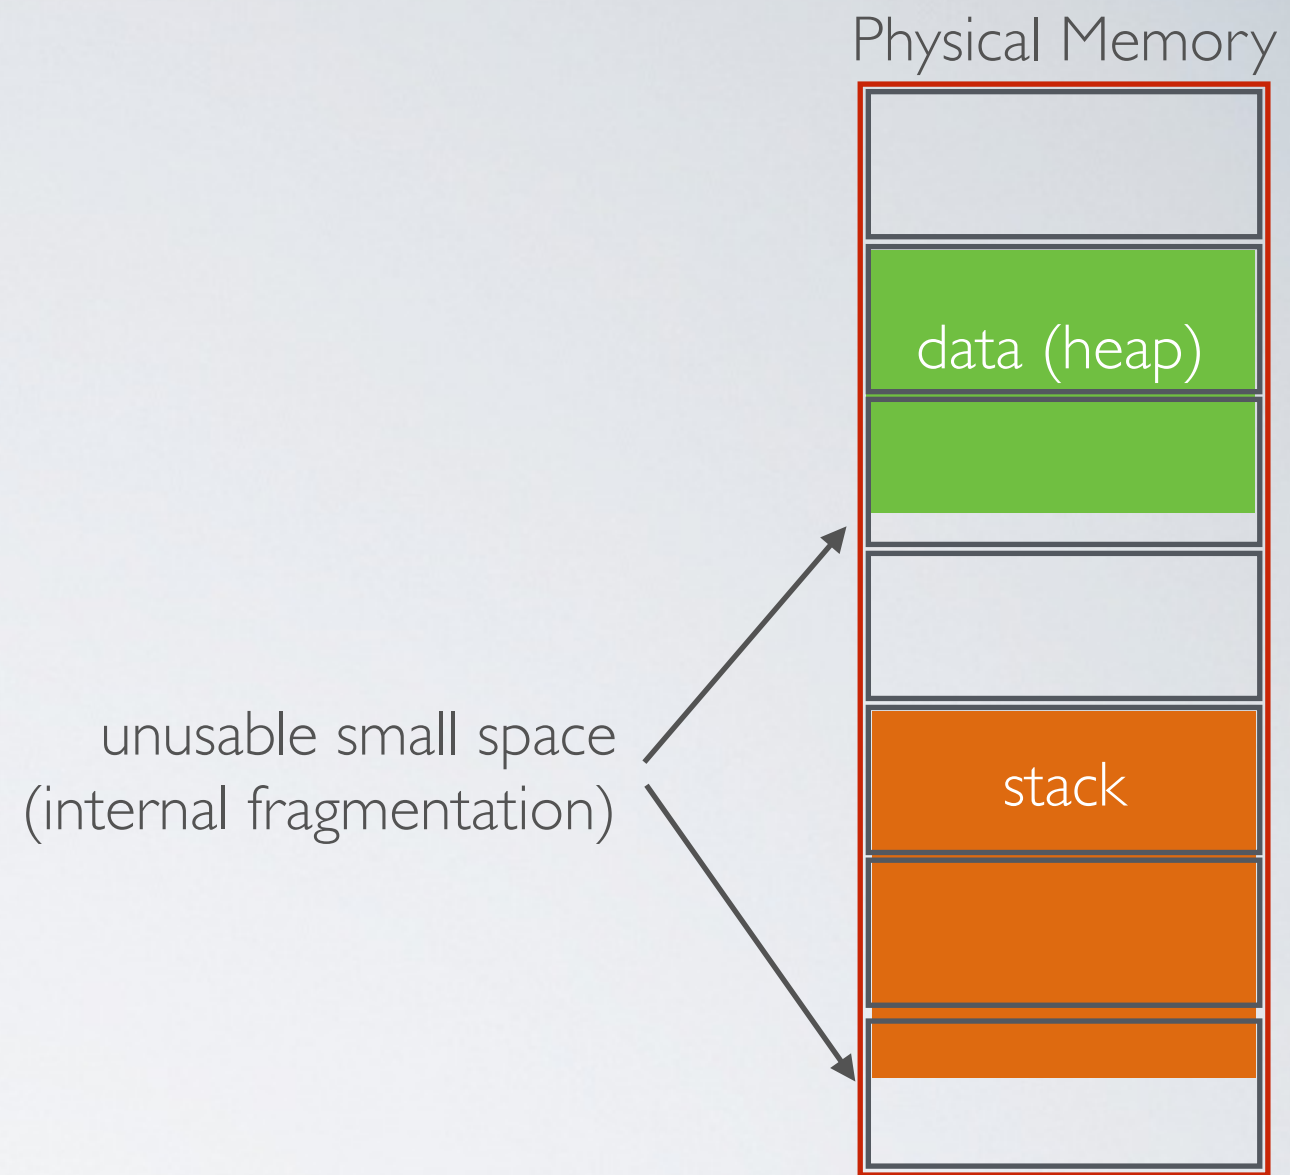 Physical Memory
data (heap)
unusable small space
(internal fragmentation)
stack